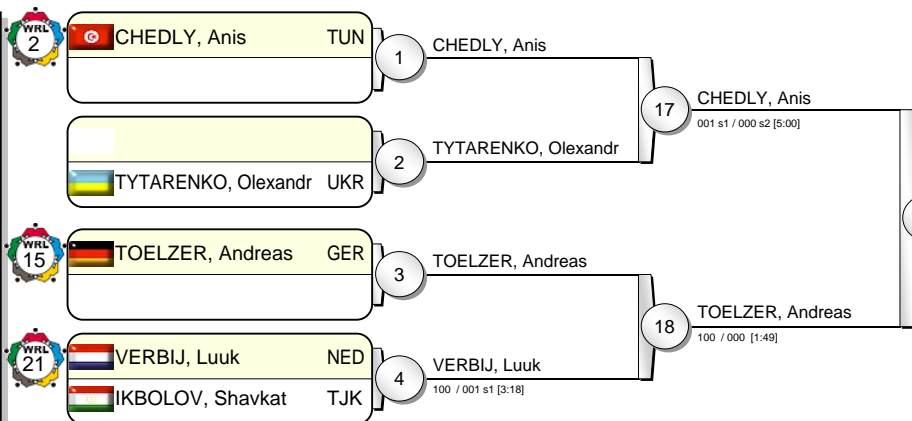 WRL
2
CHEDLY, Anis TUN
1
CHEDLY, Anis
17
CHEDLY, Anis
001 s1 / 000 s2 [5:00]
2
TYTARENKO, Olexandr
TYTARENKO, Olexandr UKR
WRL
15
TOELZER, Andreas GER
3
TOELZER, Andreas
18
TOELZER, Andreas
100 / 000 [1:49]
WRL
21
VERBIJ, Luuk NED
4
VERBIJ, Luuk
100 / 001 s1 [3:18]
IKBOLOV, Shavkat TJK